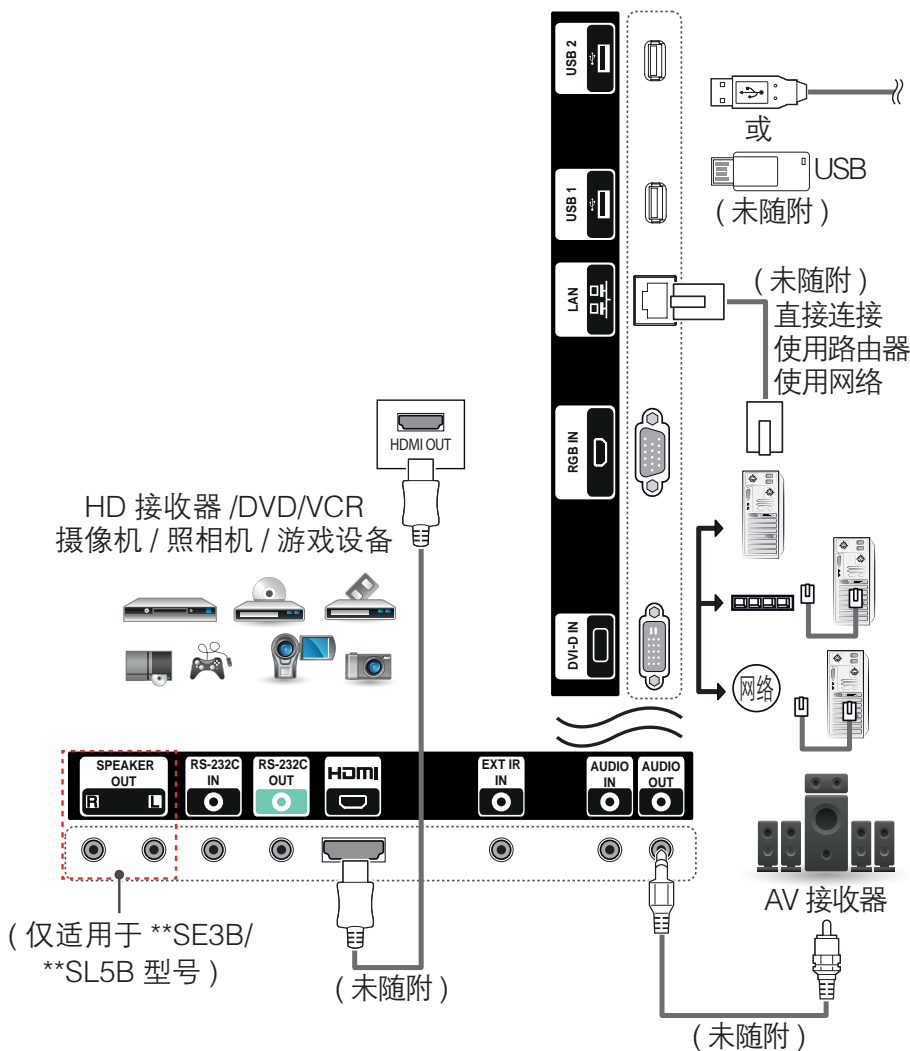 USB 2
或
USB
( 未随附 )
USB 1
LAN
( 未随附 )
直接连接
使用路由器
使用网络
HDMI OUT
RGB IN
HD 接收器 /DVD/VCR
摄像机 / 照相机 / 游戏设备
DVI-D IN
网络
SPEAKER
OUT
R L
RS-232C
IN
RS-232C
OUT
HDMI
EXT IR
IN
AUDIO
IN
AUDIO
OUT
AV 接收器
( 仅适用于 **SE3B/
**SL5B 型号 )
( 未随附 )
( 未随附 )